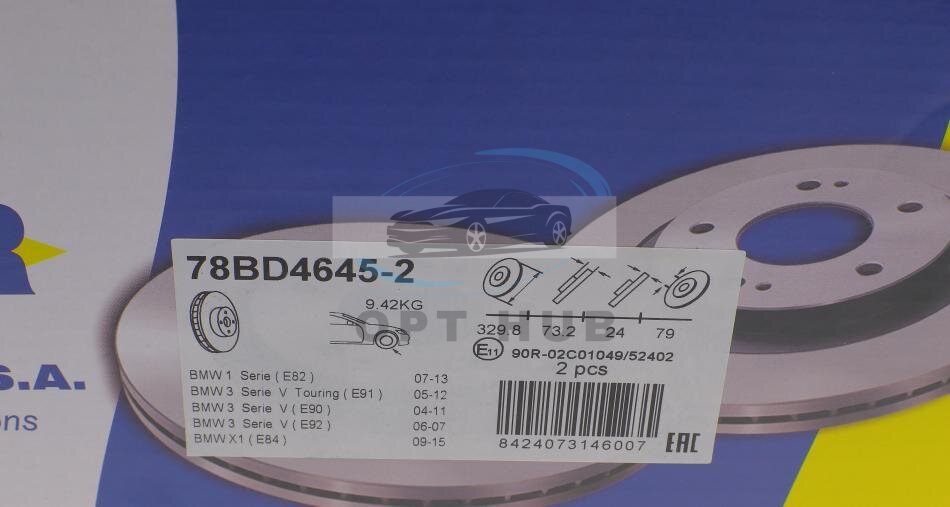 R
S.A.
ons
78BD4645-2
9.42KG
OPT HUB
329.8 73.2 24 79
E11 90R-02C01049/52402
2 pcs
BMW 1 Serie ( E82 ) 07-13
BMW 3 Serie V Touring ( E91 ) 05-12
BMW 3 Serie V ( E90 ) 04-11
BMW 3 Serie V ( E92 ) 06-07
BMW X1 ( E84 ) 09-15
8424073146007 EAC